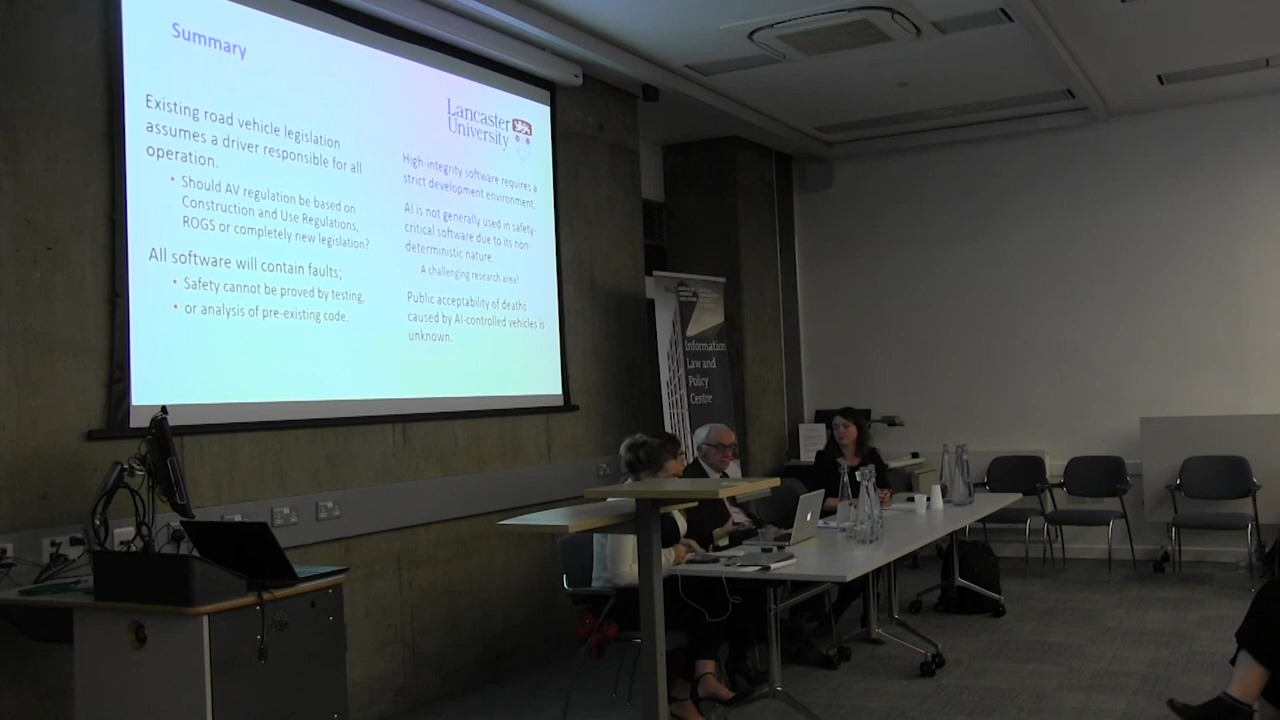 Summary
Existing road vehicle legislation
assumes a driver responsible for all
operation.
• Should AV regulation be based on
Construction and Use Regulations,
ROGS or completely new legislation?
All software will contain faults;
• Safety cannot be proved by testing,
• or analysis of pre-existing code.
Lancaster
University
High-integrity software requires a
strict development environment.
AI is not generally used in safety-
critical software due to its non-
deterministic nature.
A challenging research area!
Public acceptability of deaths
caused by AI-controlled vehicles is
unknown.
Information
Law and
Policy
Centre